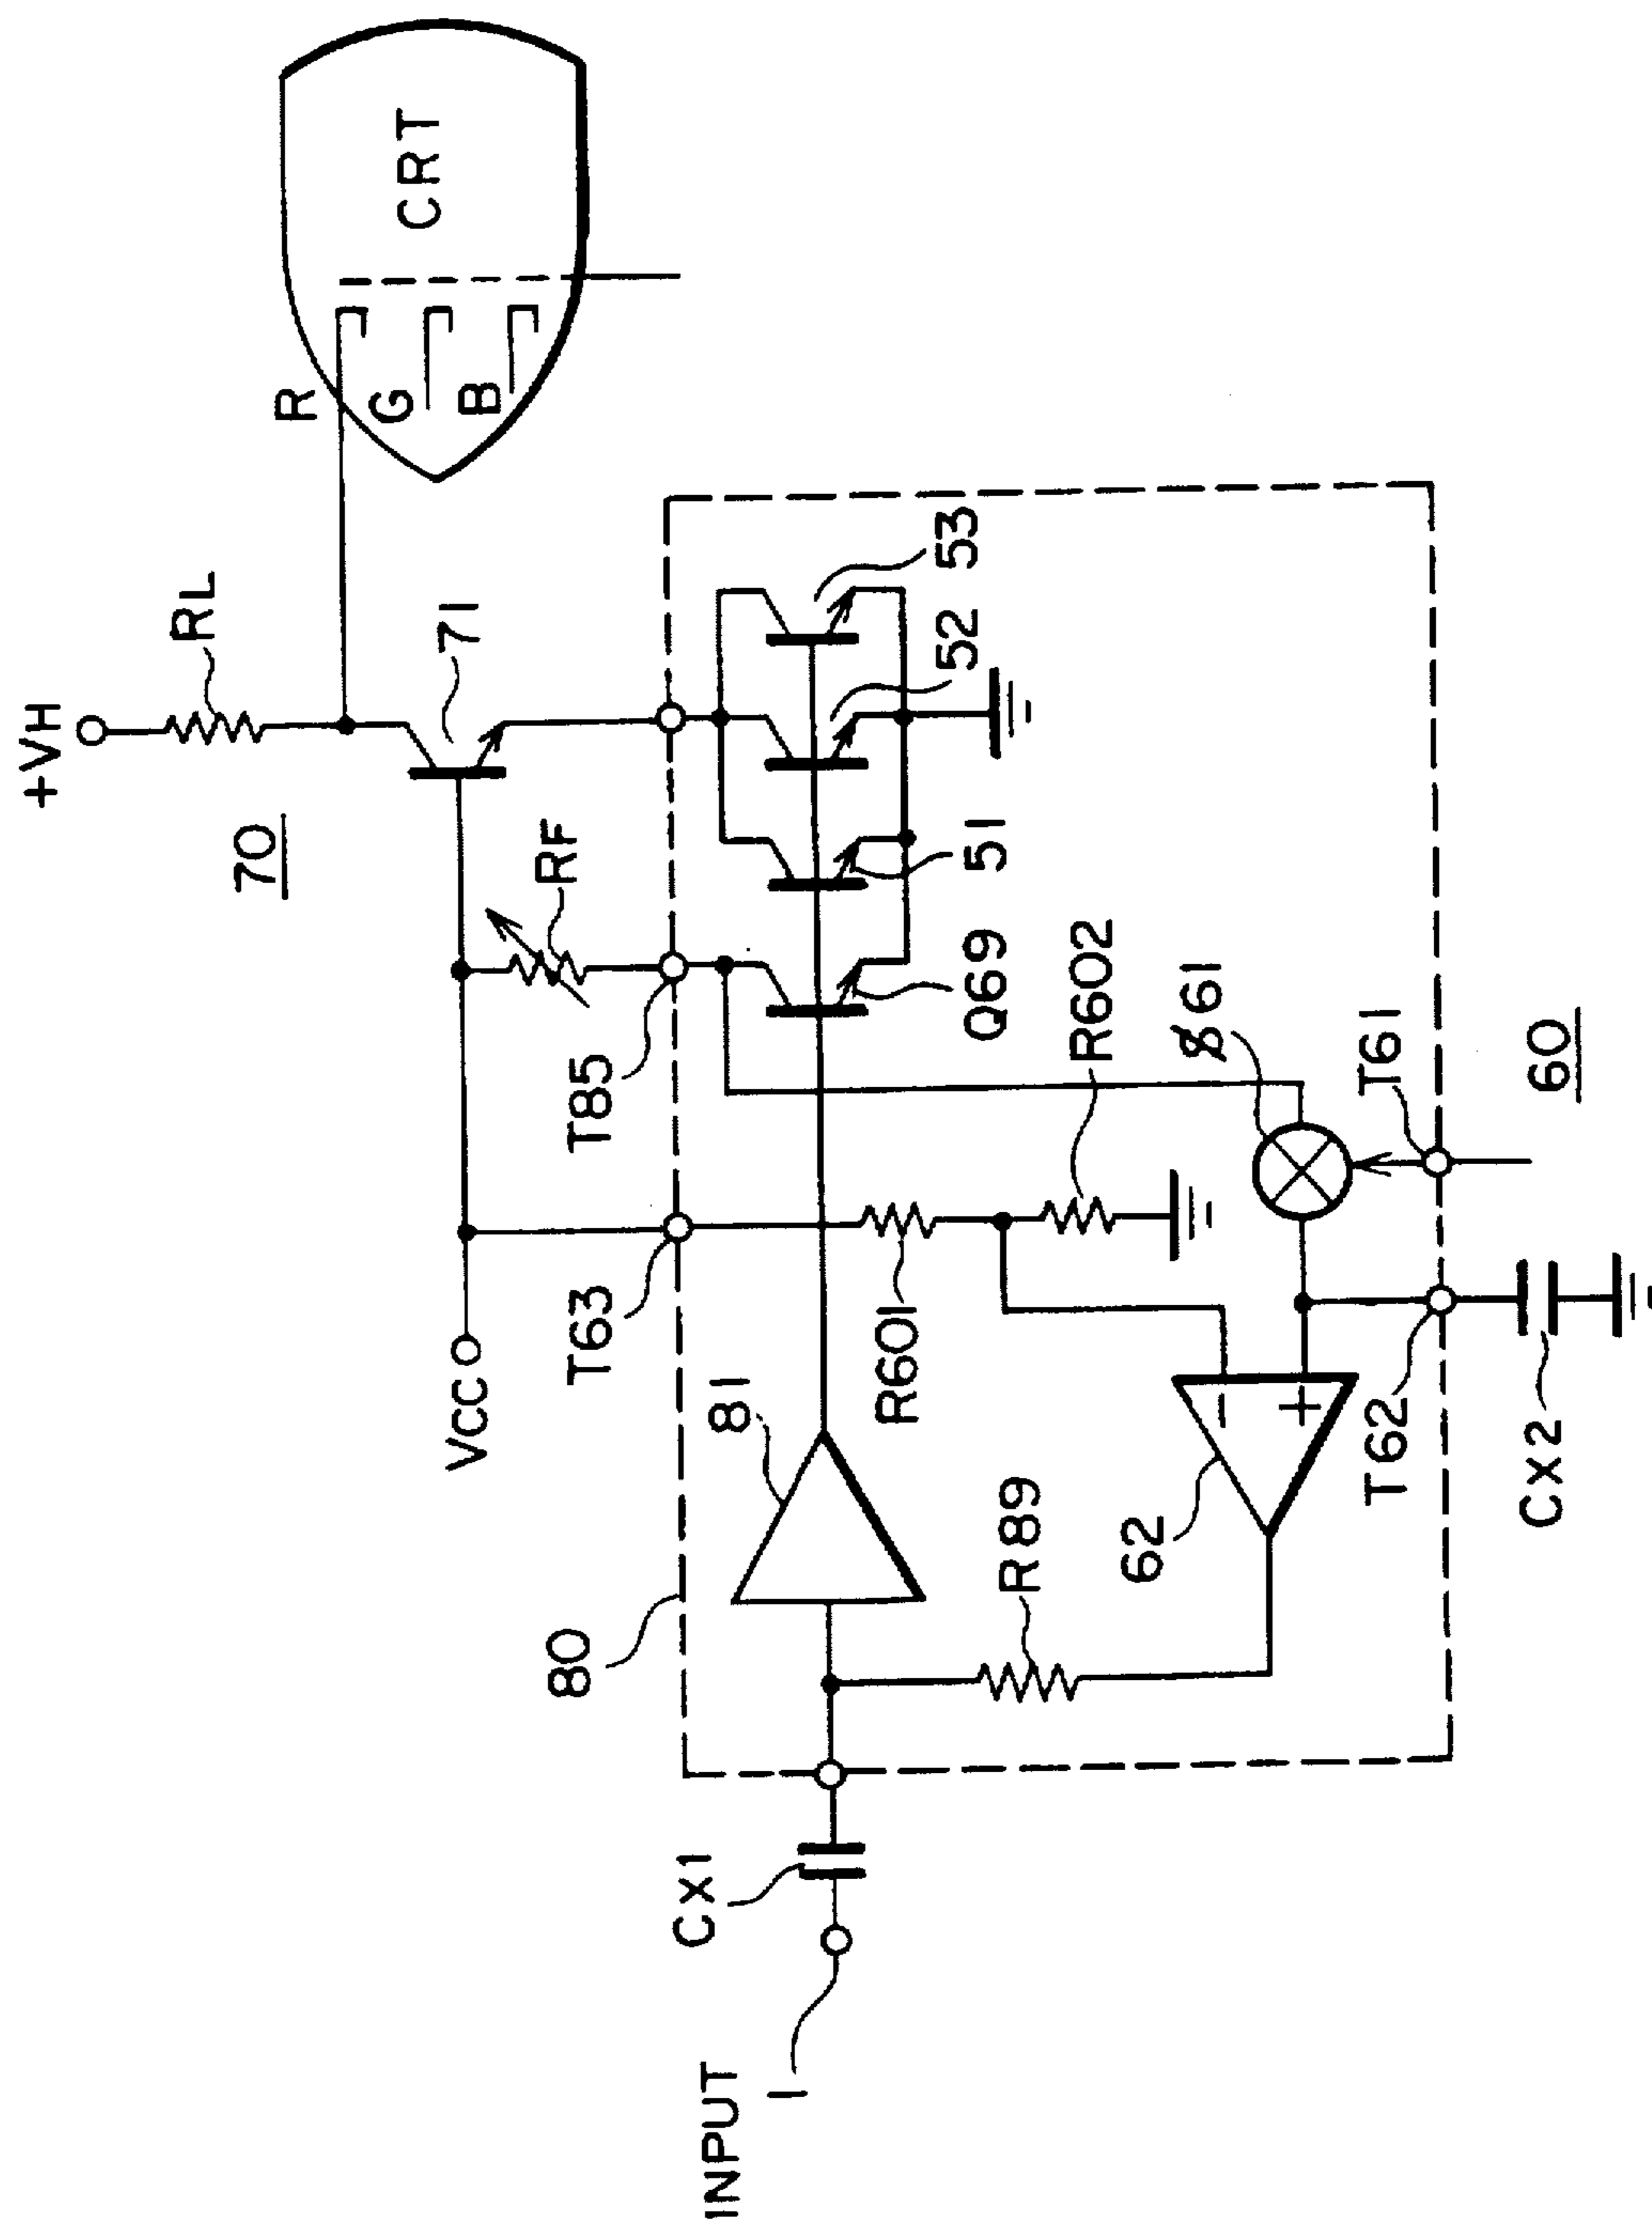 +VH
RL
70
71
R
G
B
CRT
VCC
RF
T63
T85
80
81
CX1
INPUT
1
51
52
53
Q69
R601
R602
R89
62
861
T61
T62
60
CX2